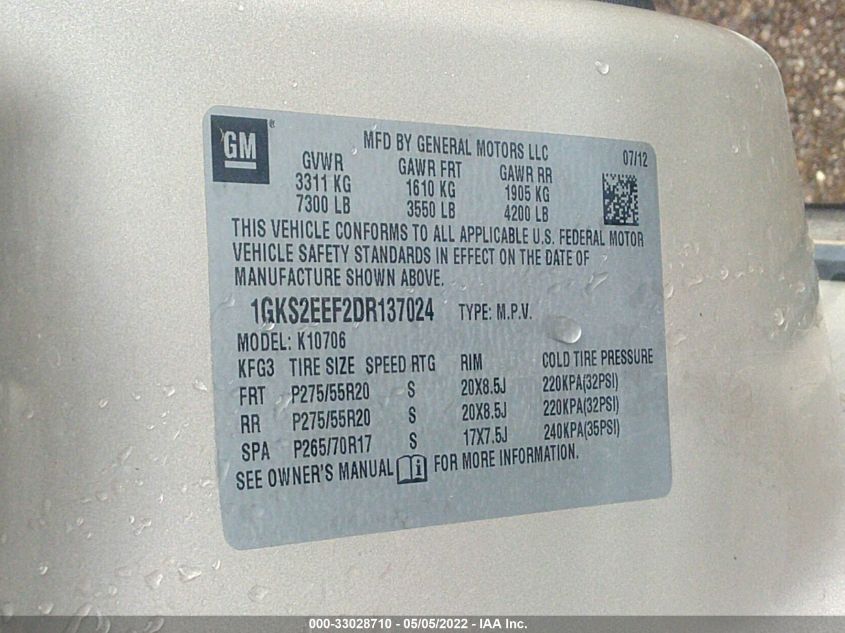 GM®
MFD BY GENERAL MOTORS LLC 07/12
GVWR GAWR FRT GAWR RR
3311 KG 1610 KG 1905 KG
7300 LB 3550 LB 4200 LB
THIS VEHICLE CONFORMS TO ALL APPLICABLE U.S. FEDERAL MOTOR
VEHICLE SAFETY STANDARDS IN EFFECT ON THE DATE OF
MANUFACTURE SHOWN ABOVE.
1GKS2EEF2DR137024 TYPE: M.P.V.
MODEL: K10706
KFG3 TIRE SIZE SPEED RTG RIM COLD TIRE PRESSURE
FRT P275/55R20 S 20X8.5J 220KPA(32PSI)
RR P275/55R20 S 20X8.5J 220KPA(32PSI)
SPA P265/70R17 S 17X7.5J 240KPA(35PSI)
SEE OWNER'S MANUAL FOR MORE INFORMATION.
000-33028710 - 05/05/2022 - IAA Inc.